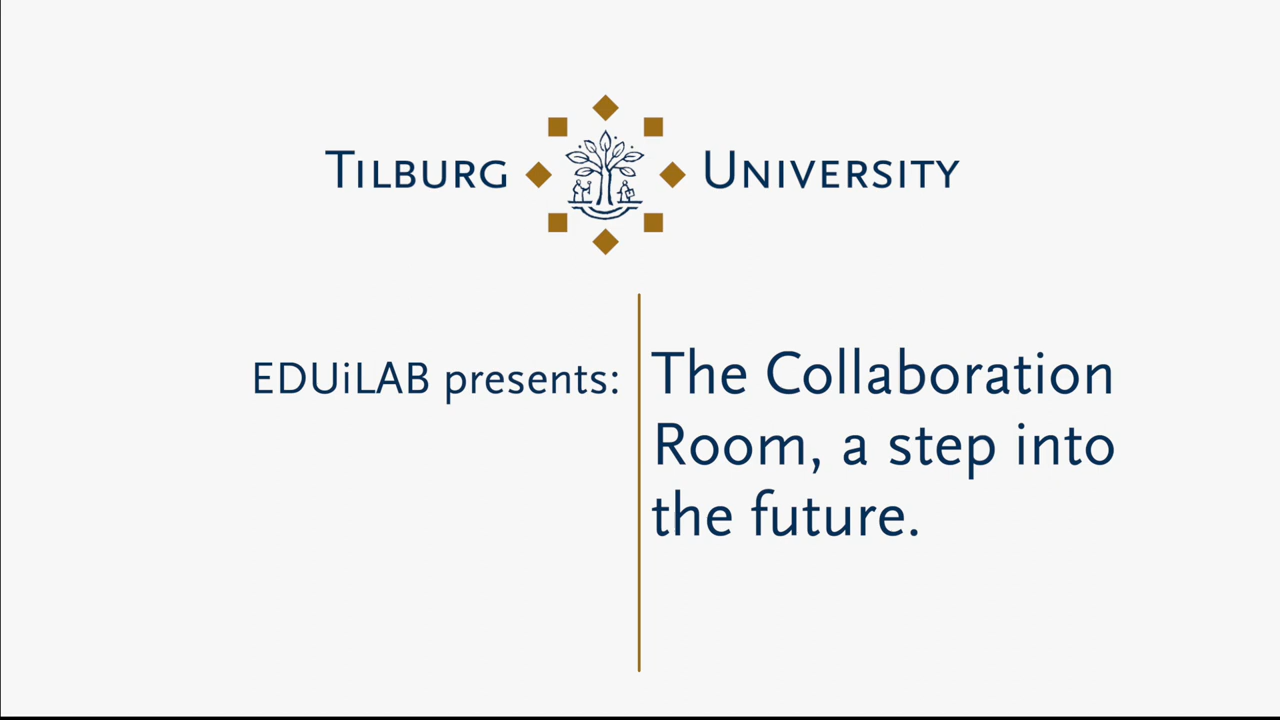 TILBURG UNIVERSITY
EDUiLAB presents:
The Collaboration
Room, a step into
the future.